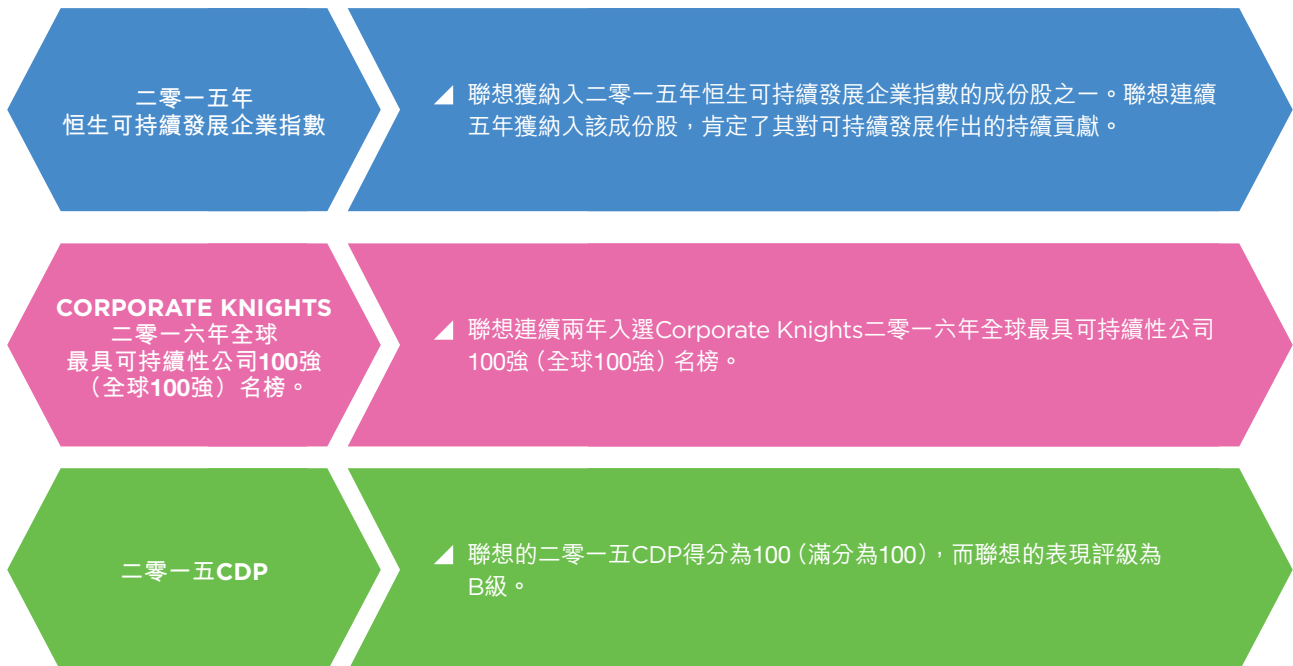 二零一五年
恒生可持續發展企業指數
聯想獲納入二零一五年恒生可持續發展企業指數的成份股之一。聯想連續
五年獲納入該成份股，肯定了其對可持續發展作出的持續貢獻。
CORPORATE KNIGHTS
二零一六年全球
最具可持續性公司100強
（全球100強）名榜。
聯想連續兩年入選Corporate Knights二零一六年全球最具可持續性公司
100強（全球100強）名榜。
二零一五CDP
聯想的二零一五CDP得分為100（滿分為100），而聯想的表現評級為
B級。